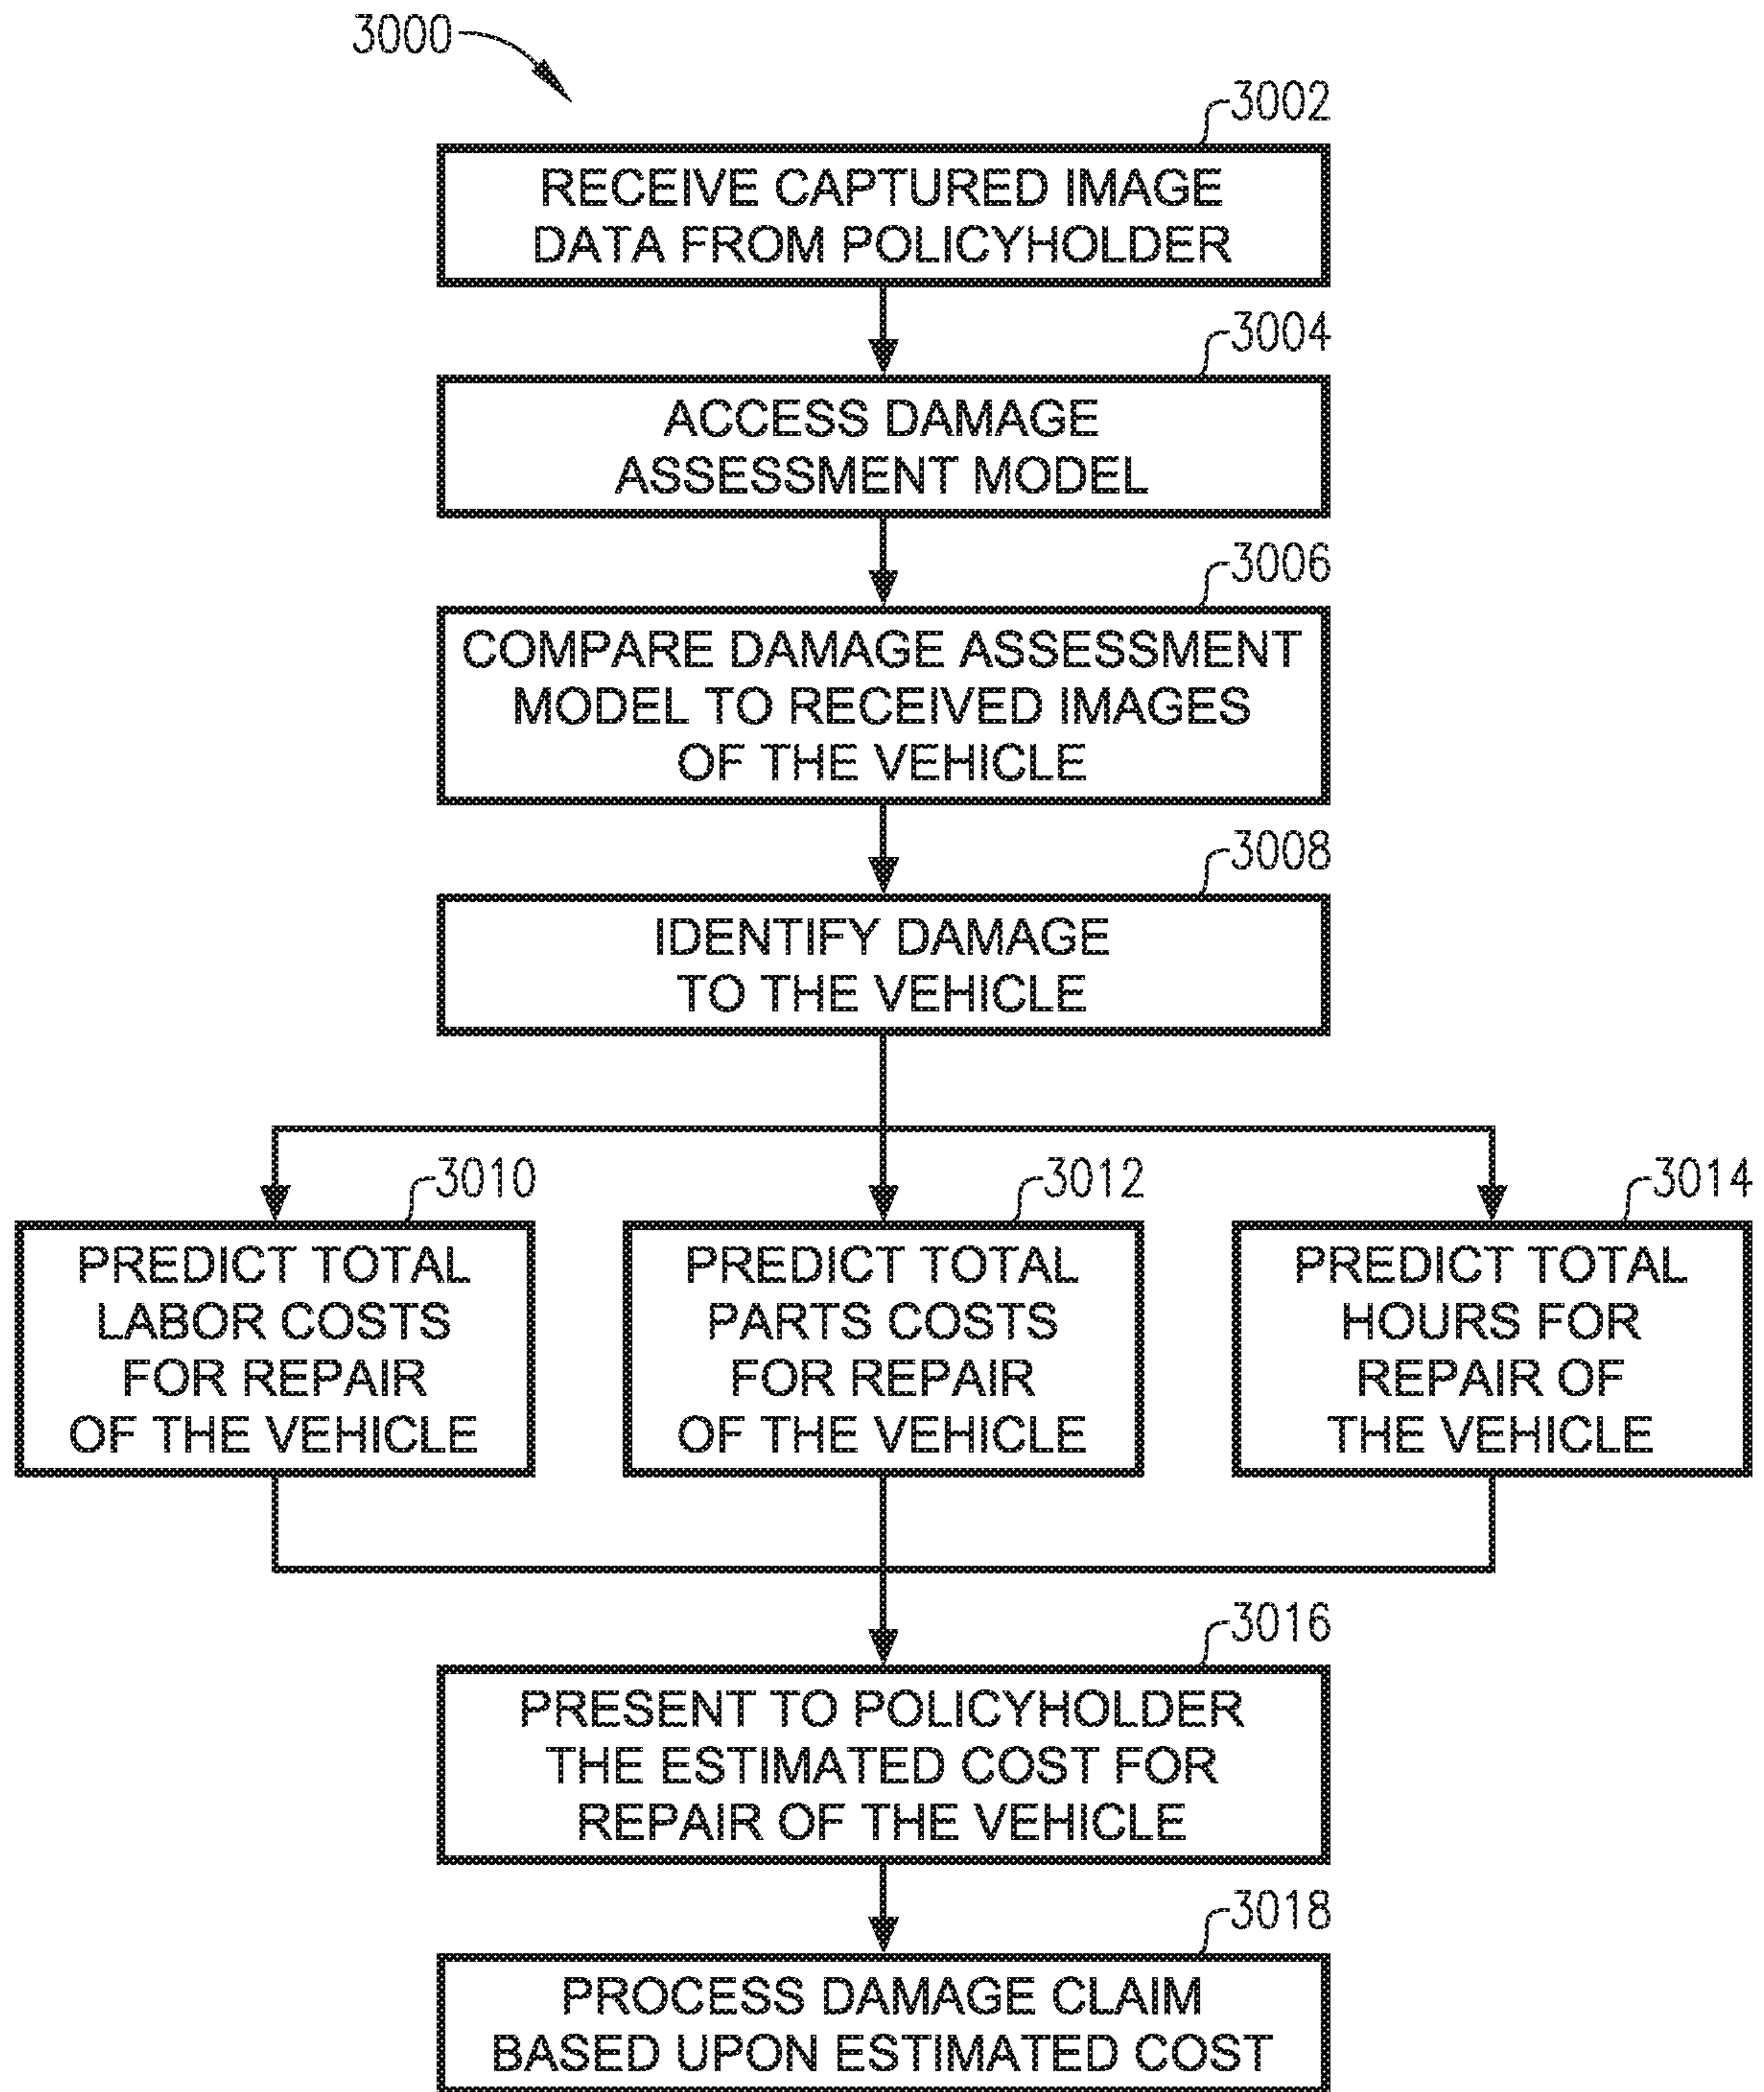 3000
3002
RECEIVE CAPTURED IMAGE
DATA FROM POLICYHOLDER
3004
ACCESS DAMAGE
ASSESSMENT MODEL
3006
COMPARE DAMAGE ASSESSMENT
MODEL TO RECEIVED IMAGES
OF THE VEHICLE
3008
IDENTIFY DAMAGE
TO THE VEHICLE
3010
PREDICT TOTAL
LABOR COSTS
FOR REPAIR
OF THE VEHICLE
3012
PREDICT TOTAL
PARTS COSTS
FOR REPAIR
OF THE VEHICLE
3014
PREDICT TOTAL
HOURS FOR
REPAIR OF
THE VEHICLE
3016
PRESENT TO POLICYHOLDER
THE ESTIMATED COST FOR
REPAIR OF THE VEHICLE
3018
PROCESS DAMAGE CLAIM
BASED UPON ESTIMATED COST